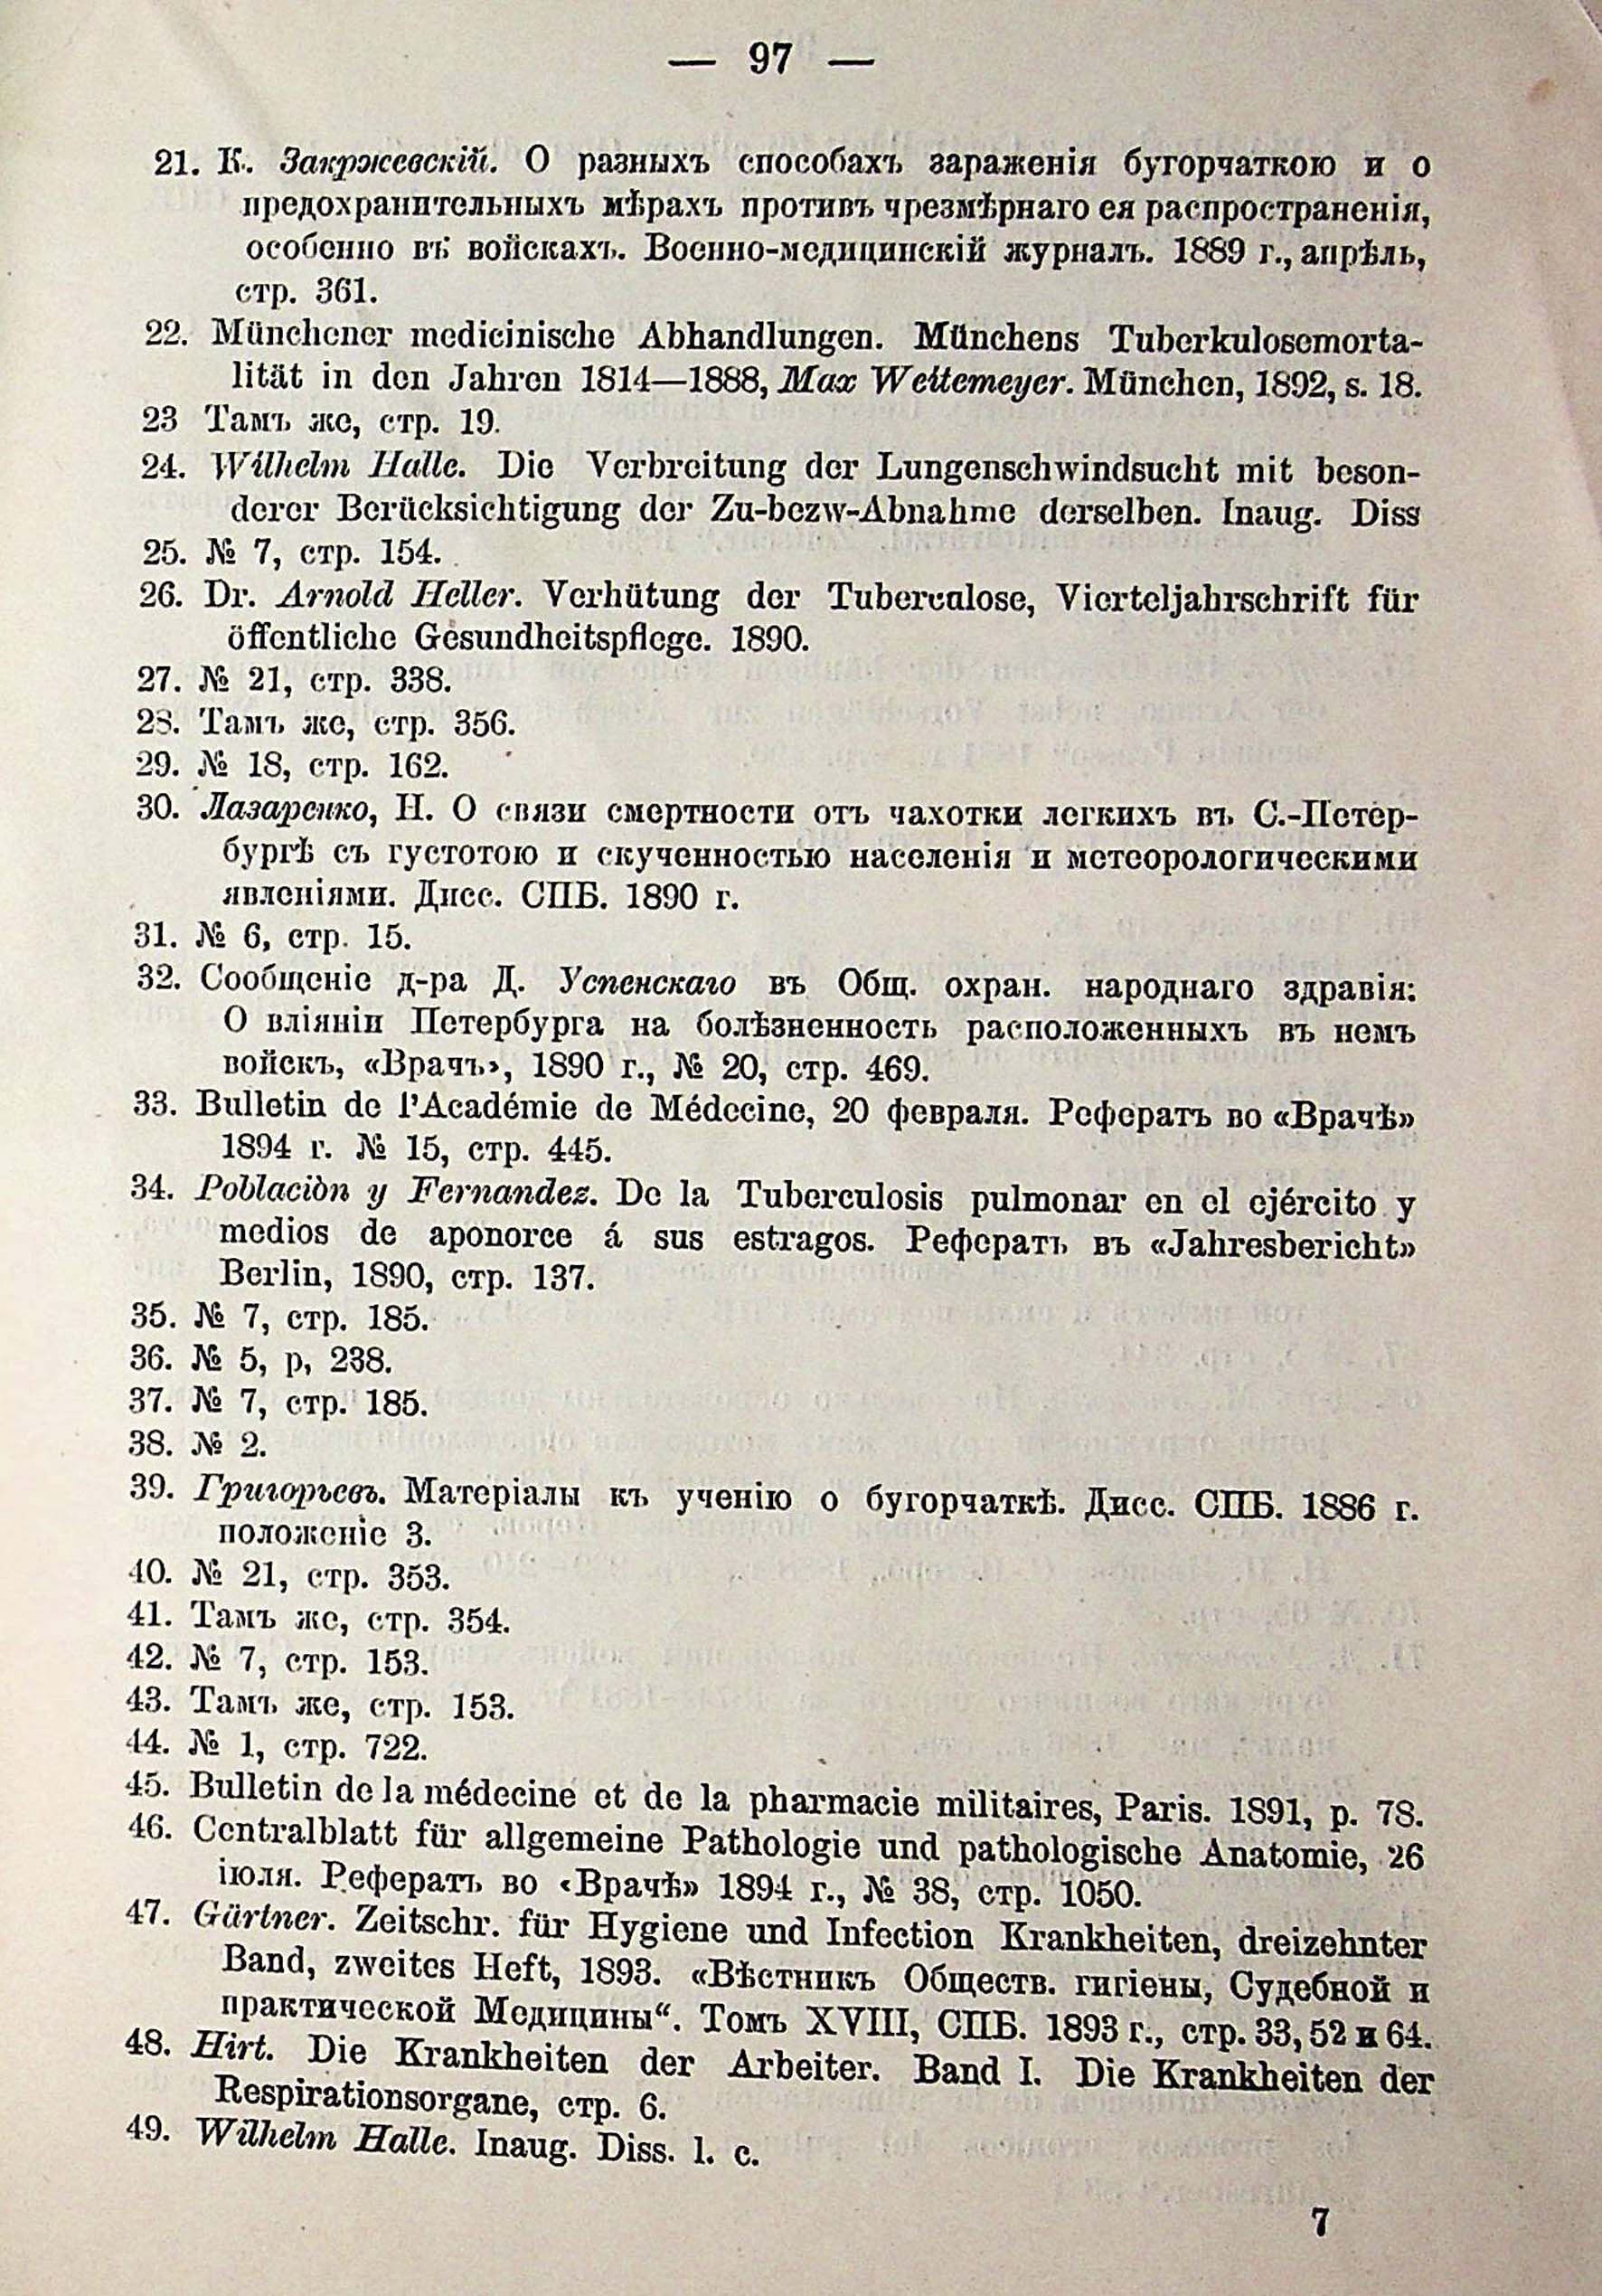 — 97 —
21. К. Закржевскій. О разныхъ способахъ зараженія бугорчаткою и о
предохранительныхъ мѣрахъ противъ чрезмѣрнаго ея распространенія,
особенно въ войскахъ. Военно-медицинскій журналъ. 1889 г., апрѣль,
стр. 361.
22. Münchener medicinische Abhandlungen. Münchens Tuberkulosemorta-
lität in den Jahren 1814—1888, Max Weitemeyer. München, 1892, s. 18.
23 Тамъ же, стр. 19.
24. Wilhelm Halle. Die Verbreitung der Lungenschwindsucht mit beson-
derer Berücksichtigung der Zu-bezw-Abnahme derselben. Inaug. Diss
25. № 7, стр. 154.
26. Dr. Arnold Heller. Verhütung der Tuberculose, Vierteljahrschrift für
öffentliche Gesundheitspflege. 1890.
27. № 21, стр. 338.
28. Тамъ же, стр. 356.
29. № 18, стр. 162.
30. Лазаренко, Н. О связи смертности отъ чахотки легкихъ въ С.-Петер-
бургѣ съ густотою и скученностью населенія и метеорологическими
явленіями. Дисс. СПБ. 1890 г.
31. № 6, стр. 15.
32. Сообщеніе д-ра Д. Успенскаго въ Общ. охран. народнаго здравія:
О вліяніи Петербурга на болѣзненность расположенныхъ въ немъ
войскъ, «Врачъ», 1890 г., № 20, стр. 469.
33. Bulletin de l’Académie de Médecine, 20 февраля. Рефератъ во «Врачѣ»
1894 г. № 15, стр. 445.
34. Poblaciòn y Fernandez. De la Tuberculosis pulmonar en el ejército y
medios de aponorce á sus estragos. Рефератъ въ «Jahresbericht»
Berlin, 1890, стр. 137.
35. № 7, стр. 185.
36. № 5, р, 238.
37. № 7, стр. 185.
38. № 2.
39. Григорьевъ. Матеріалы къ ученію о бугорчаткѣ. Дисс. СПБ. 1886 г.
положеніе 3.
40. № 21, стр. 353.
41. Тамъ же, стр. 354.
42. № 7, стр. 153.
43. Тамъ же, стр. 153.
44. № 1, стр. 722.
45. Bulletin de la médecine et de la pharmacie militaires, Paris. 1891, p. 78.
46. Centralblatt für allgemeine Pathologie und pathologische Anatomie, 26
іюля. Рефератъ во «Врачѣ» 1894 г., № 38, стр. 1050.
47. Gärtner. Zeitschr. für Hygiene und Infection Krankheiten, dreizehnter
Band, zweites Heft, 1893. «Вѣстникъ Обществ. гигіены, Судебной и
практической Медицины“. Томъ XVIII, СПБ. 1893 г., стр. 33, 52 и 64.
48. Hirt. Die Krankheiten der Arbeiter. Band I. Die Krankheiten der
Respirationsorgane, стр. 6.
49. Wilhelm Halle. Inaug. Diss. l. c.
7